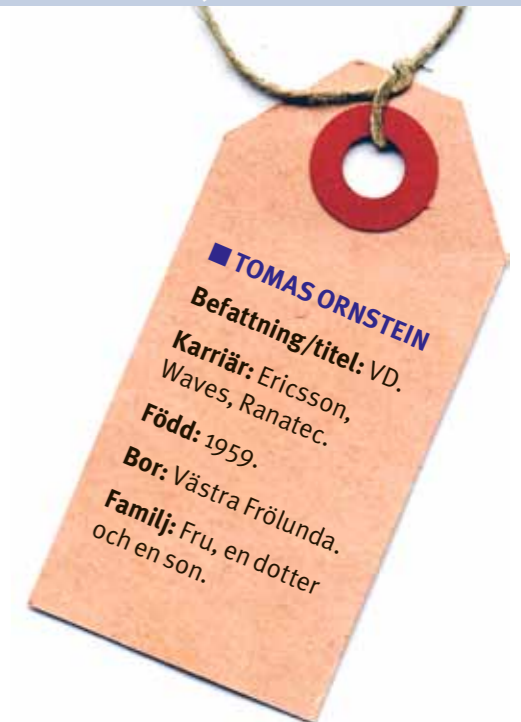 ■ TOMAS ORNSTEIN
Befattning/titel: VD.
Karriär: Ericsson,
Waves, Ranatec.
Född: 1959.
Bor: Västra Frölunda.
Familj: Fru, en dotter
och en son.